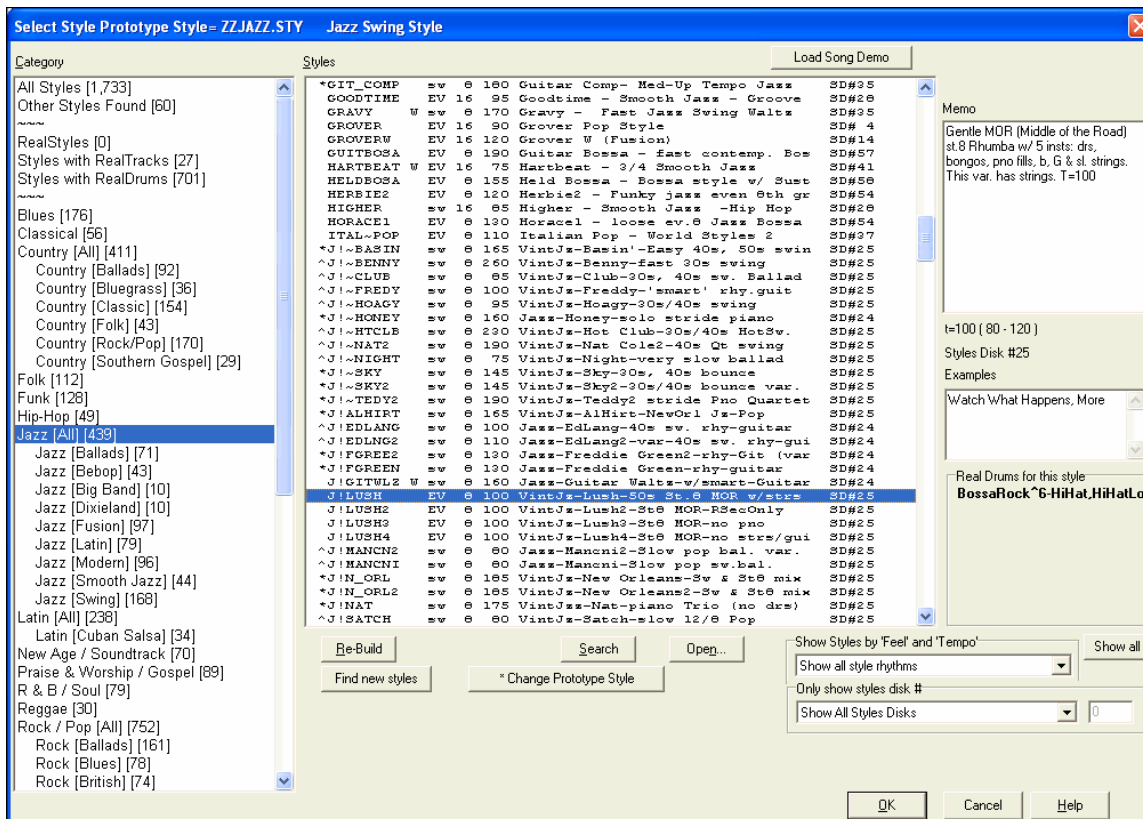 Select Style Prototype Style= ZZJAZZ.STY Jazz Swing Style
Category
All Styles [1,733]
Other Styles Found [60]
~~~
RealStyles [0]
Styles with RealTracks [27]
Styles with RealDrums [701]
~~~
Blues [176]
Classical [56]
Country [All] [411]
Country [Ballads] [92]
Country [Bluegrass] [36]
Country [Classic] [154]
Country [Folk] [43]
Country [Rock/Pop] [170]
Country [Southern Gospel] [29]
Folk [112]
Funk [128]
Hip-Hop [49]
Jazz [All] [439]
Jazz [Ballads] [71]
Jazz [Bebop] [43]
Jazz [Big Band] [10]
Jazz [Dixieland] [10]
Jazz [Fusion] [97]
Jazz [Latin] [79]
Jazz [Modern] [96]
Jazz [Smooth Jazz] [44]
Jazz [Swing] [168]
Latin [All] [238]
Latin [Cuban Salsa] [34]
New Age / Soundtrack [70]
Praise & Worship / Gospel [89]
R & B / Soul [79]
Reggae [30]
Rock / Pop [All] [752]
Rock [Ballads] [161]
Rock [Blues] [78]
Rock [British] [74]
Styles
Load Song Demo
*GIT_COMP sw 8 180 Guitar Comp- Med-Up Tempo Jazz SD#35
GOODTIME EV 16 95 Goodtime - Smooth Jazz - Groove SD#28
GRAVY W sw 8 170 Gravy - Fast Jazz Swing Waltz SD#35
GROVER EV 16 90 Grover Pop Style SD# 4
GROVERW EV 16 120 Grover W (Fusion) SD#14
GUITBOSA EV 8 190 Guitar Bossa - fast contemp. Bos SD#57
HARTBEAT W EV 16 75 Hartbeat - 3/4 Smooth Jazz SD#41
HELDBOSA EV 8 155 Held Bossa - Bossa style w/ Sust SD#58
HERBIE2 EV 8 120 Herbie2 - Funky jazz even 8th gr SD#54
HIGHER sw 16 85 Higher - Smooth Jazz -Hip Hop SD#28
HORACE1 EV 8 130 Horace1 - loose ev.8 Jazz Bossa SD#54
ITAL~POP EV 8 110 Italian Pop - World Styles 2 SD#37
*J!~BASIN sw 8 165 VintJz-Basin'-Easy 40s, 50s swin SD#25
^J!~BENNY sw 8 260 VintJz-Benny-fast 30s swing SD#25
^J!~CLUB sw 8 85 VintJz-Club-30s, 40s sw. Ballad SD#25
^J!~FREDY sw 8 100 VintJz-Freddy-'smart' rhy.guit SD#25
^J!~HOAGY sw 8 95 VintJz-Hoagy-30s/40s swing SD#25
*J!~HONEY sw 8 160 Jazz-Honey-solo stride piano SD#24
^J!~HTCLB sw 8 230 VintJz-Hot Club-30s/40s HotSw. SD#25
^J!~NAT2 sw 8 190 VintJz-Nat Cole2-40s Qt swing SD#25
^J!~NIGHT sw 8 75 VintJz-Night-very slow ballad SD#25
*J!~SKY sw 8 145 VintJz-Sky-30s, 40s bounce SD#25
*J!~SKY2 sw 8 145 VintJz-Sky2-30s/40s bounce var. SD#25
*J!~TEDY2 sw 8 190 VintJz-Teddy2 stride Pno Quartet SD#25
*J!ALHIRT sw 8 165 VintJz-AlHirt-NewOrl Jz-Pop SD#25
^J!EDLANG sw 8 100 Jazz-EdLang-40s sw. rhy-guitar SD#24
^J!EDLNG2 sw 8 110 Jazz-EdLang2-var-40s sw. rhy-gui SD#24
*J!FGREE2 sw 8 130 Jazz-Freddie Green2-rhy-Git (var SD#24
*J!FGREEN sw 8 130 Jazz-Freddie Green-rhy-guitar SD#24
J!GITWLZ W sw 8 160 Jazz-Guitar Waltz-w/smart-Guitar SD#24
J!LUSH EV 8 100 VintJz-Lush-50s St.8 MOR w/strs SD#25
J!LUSH2 EV 8 100 VintJz-Lush2-St8 MOR-RSecOnly SD#25
J!LUSH3 EV 8 100 VintJz-Lush3-St8 MOR-no pno SD#25
J!LUSH4 EV 8 100 VintJz-Lush4-St8 MOR-no strs/gui SD#25
^J!MANCN2 sw 8 80 Jazz-Mancni2-Slow pop bal. var. SD#25
^J!MANCNI sw 8 80 Jazz-Mancni-Slow pop sw.bal. SD#25
*J!N_ORL sw 8 185 VintJz-New Orleans-Sw & St8 mix SD#25
*J!N_ORL2 sw 8 185 VintJz-New Orleans2-Sw & St8 mix SD#25
*J!NAT sw 8 175 VintJzz-Nat-piano Trio (no drs) SD#25
^J!SATCH sw 8 80 VintJz-Satch-slow 12/8 Pop SD#25
Memo
Gentle MOR (Middle of the Road)
st.8 Rhumba w/ 5 insts: drs,
bongos, pno fills, b, G & sl. strings.
This var. has strings. T=100
t=100 ( 80 - 120 )
Styles Disk #25
Examples
Watch What Happens, More
Real Drums for this style
BossaRock^6-HiHat,HiHatLo
Re-Build
Search
Open...
Find new styles
* Change Prototype Style
Show Styles by 'Feel' and 'Tempo'
Show all style rhythms
Show all
Only show styles disk #
Show All Styles Disks
0
OK
Cancel
Help